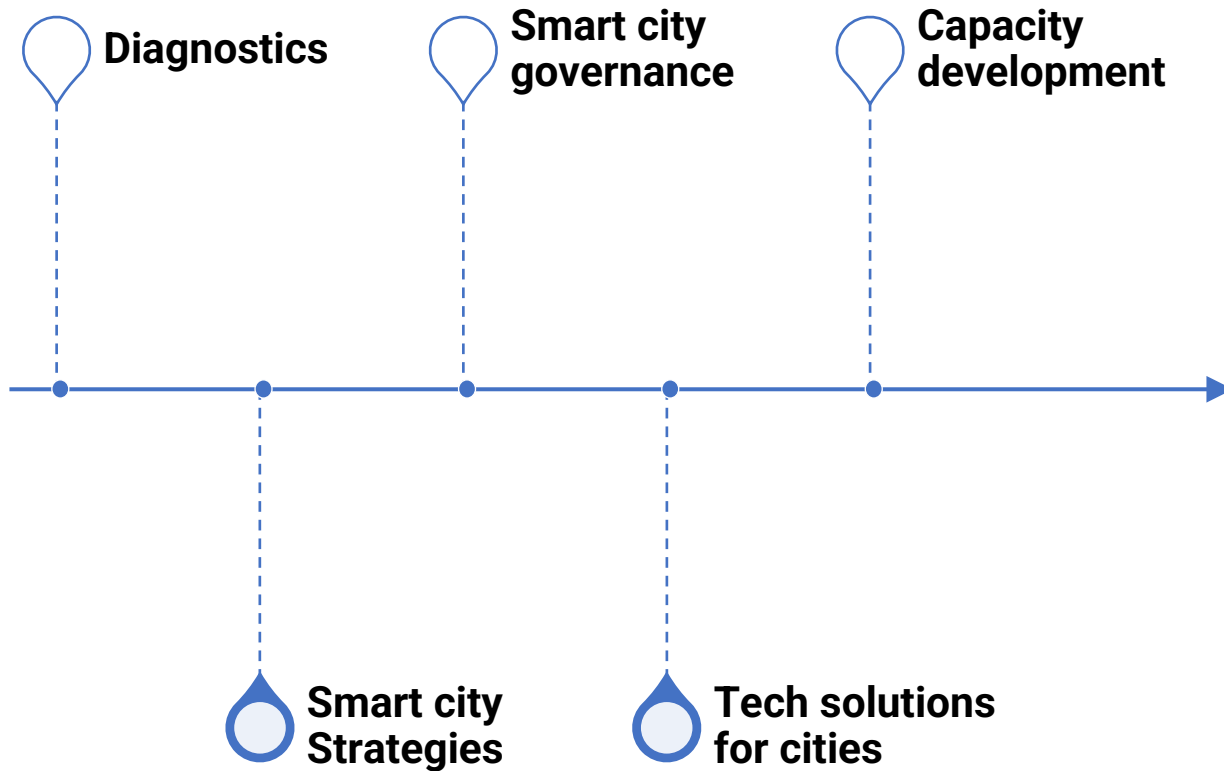 Diagnostics
Smart city
governance
Capacity
development
Smart city
Strategies
Tech solutions
for cities